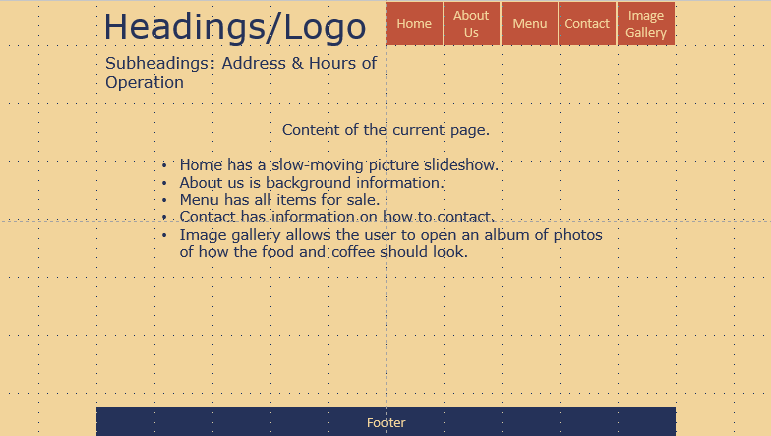 Headings/Logo
Home
About
Us
Menu
Contact
Image
Gallery
Subheadings: Address & Hours of
Operation
Content of the current page.
• Home has a slow-moving picture slideshow.
• About us is background information.
• Menu has all items for sale.
• Contact has information on how to contact.
• Image gallery allows the user to open an album of photos
of how the food and coffee should look.
Footer